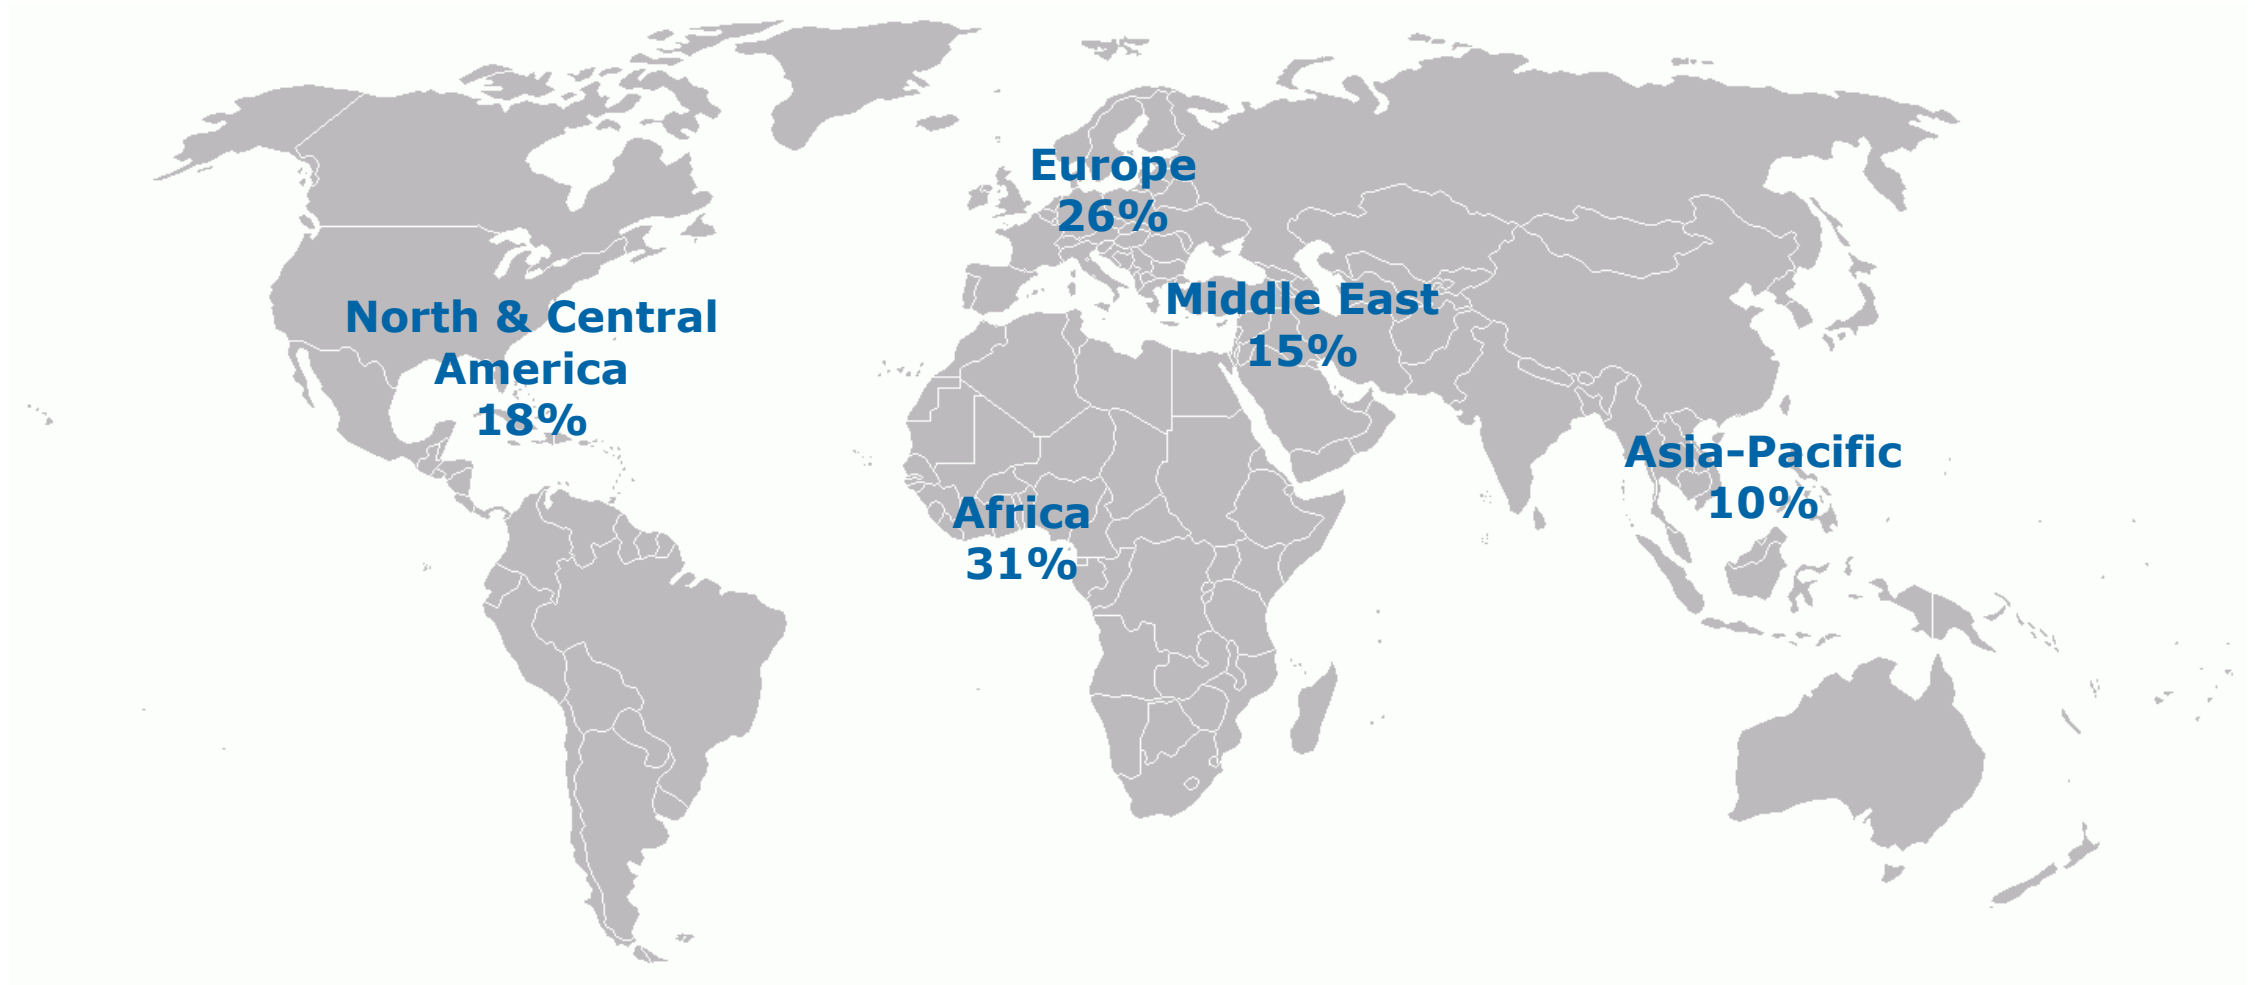 Europe
26%
Middle East
15%
North & Central
America
18%
Asia-Pacific
10%
Africa
31%